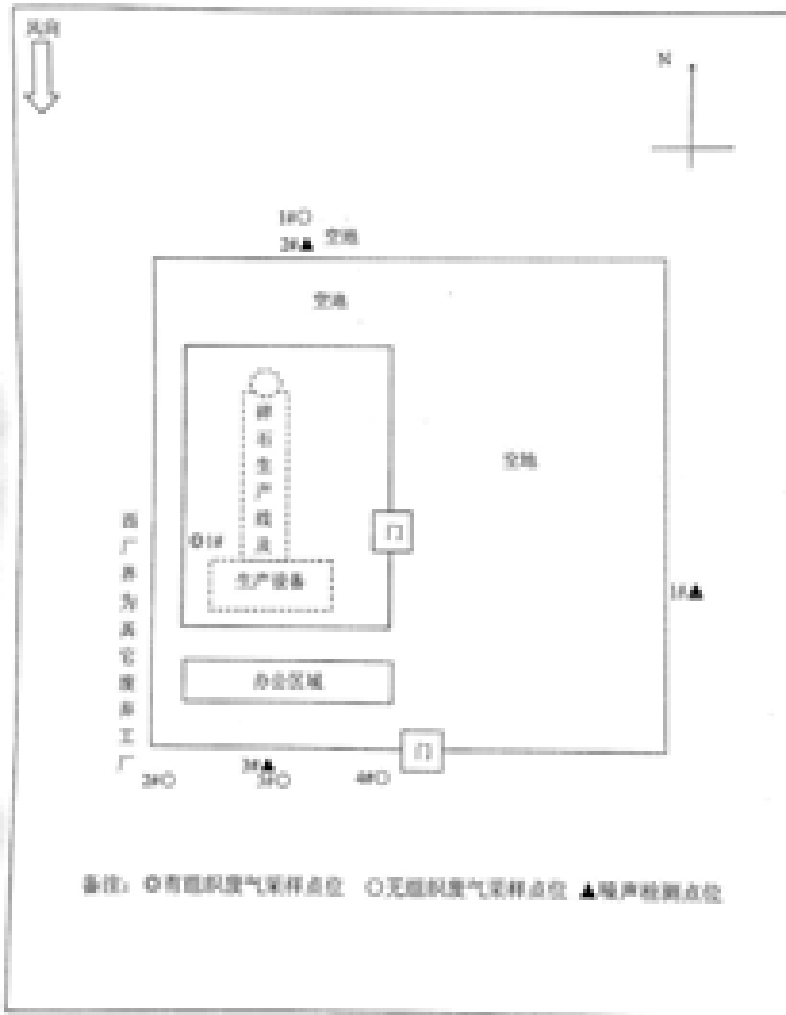 风向
N
1#○
2#▲ 空地
空地
碎石生产线及
空地
◎1#
门
生产设备
1#▲
西厂界为其它废弃工厂
办公区域
门
3#▲
2#○ 3#○ 4#○
备注：◎有组织废气采样点位 ○无组织废气采样点位 ▲噪声检测点位